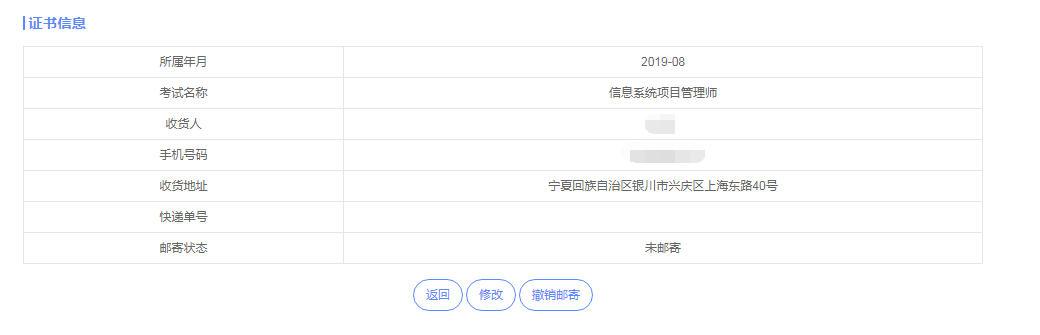 证书信息
所属年月 2019-08
考试名称 信息系统项目管理师
收货人
手机号码
收货地址 宁夏回族自治区银川市兴庆区上海东路40号
快递单号
邮寄状态 未邮寄
返回 修改 撤销邮寄